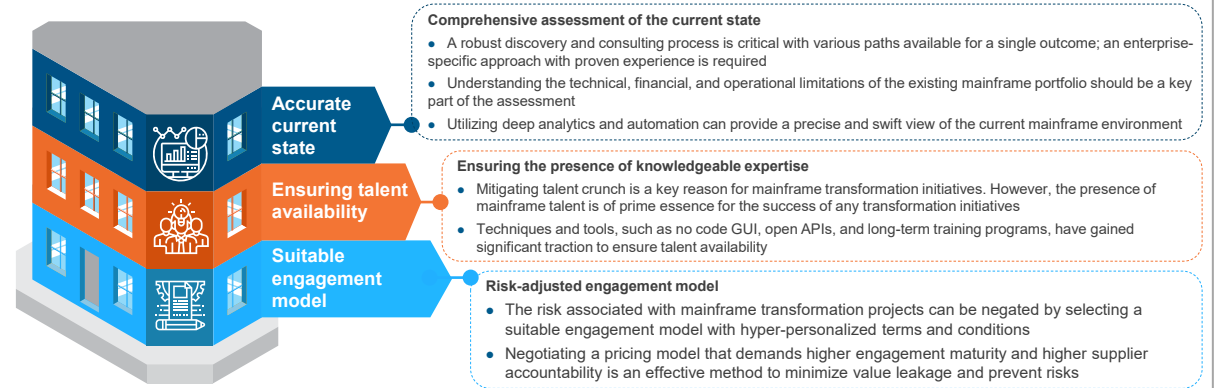 Comprehensive assessment of the current state
• A robust discovery and consulting process is critical with various paths available for a single outcome; an enterprise-
specific approach with proven experience is required
• Understanding the technical, financial, and operational limitations of the existing mainframe portfolio should be a key
part of the assessment
• Utilizing deep analytics and automation can provide a precise and swift view of the current mainframe environment
Accurate
current
state
Ensuring the presence of knowledgeable expertise
• Mitigating talent crunch is a key reason for mainframe transformation initiatives. However, the presence of
mainframe talent is of prime essence for the success of any transformation initiatives
• Techniques and tools, such as no code GUI, open APIs, and long-term training programs, have gained
significant traction to ensure talent availability
Ensuring talent
availability
Suitable
engagement
model
Risk-adjusted engagement model
• The risk associated with mainframe transformation projects can be negated by selecting a
suitable engagement model with hyper-personalized terms and conditions
• Negotiating a pricing model that demands higher engagement maturity and higher supplier
accountability is an effective method to minimize value leakage and prevent risks